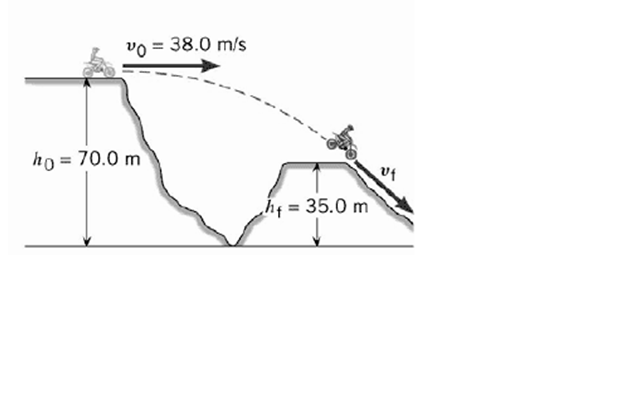 v0 = 38.0 m/s
h0 = 70.0 m
vf
hf = 35.0 m